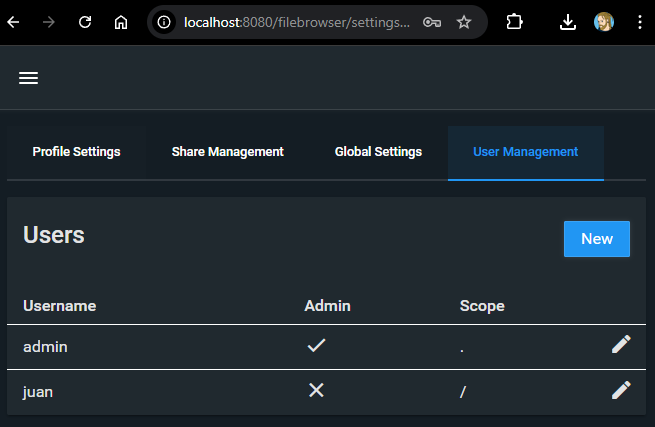 localhost:8080/filebrowser/settings...
Profile Settings Share Management Global Settings User Management
Users New
Username Admin Scope
admin .
juan /